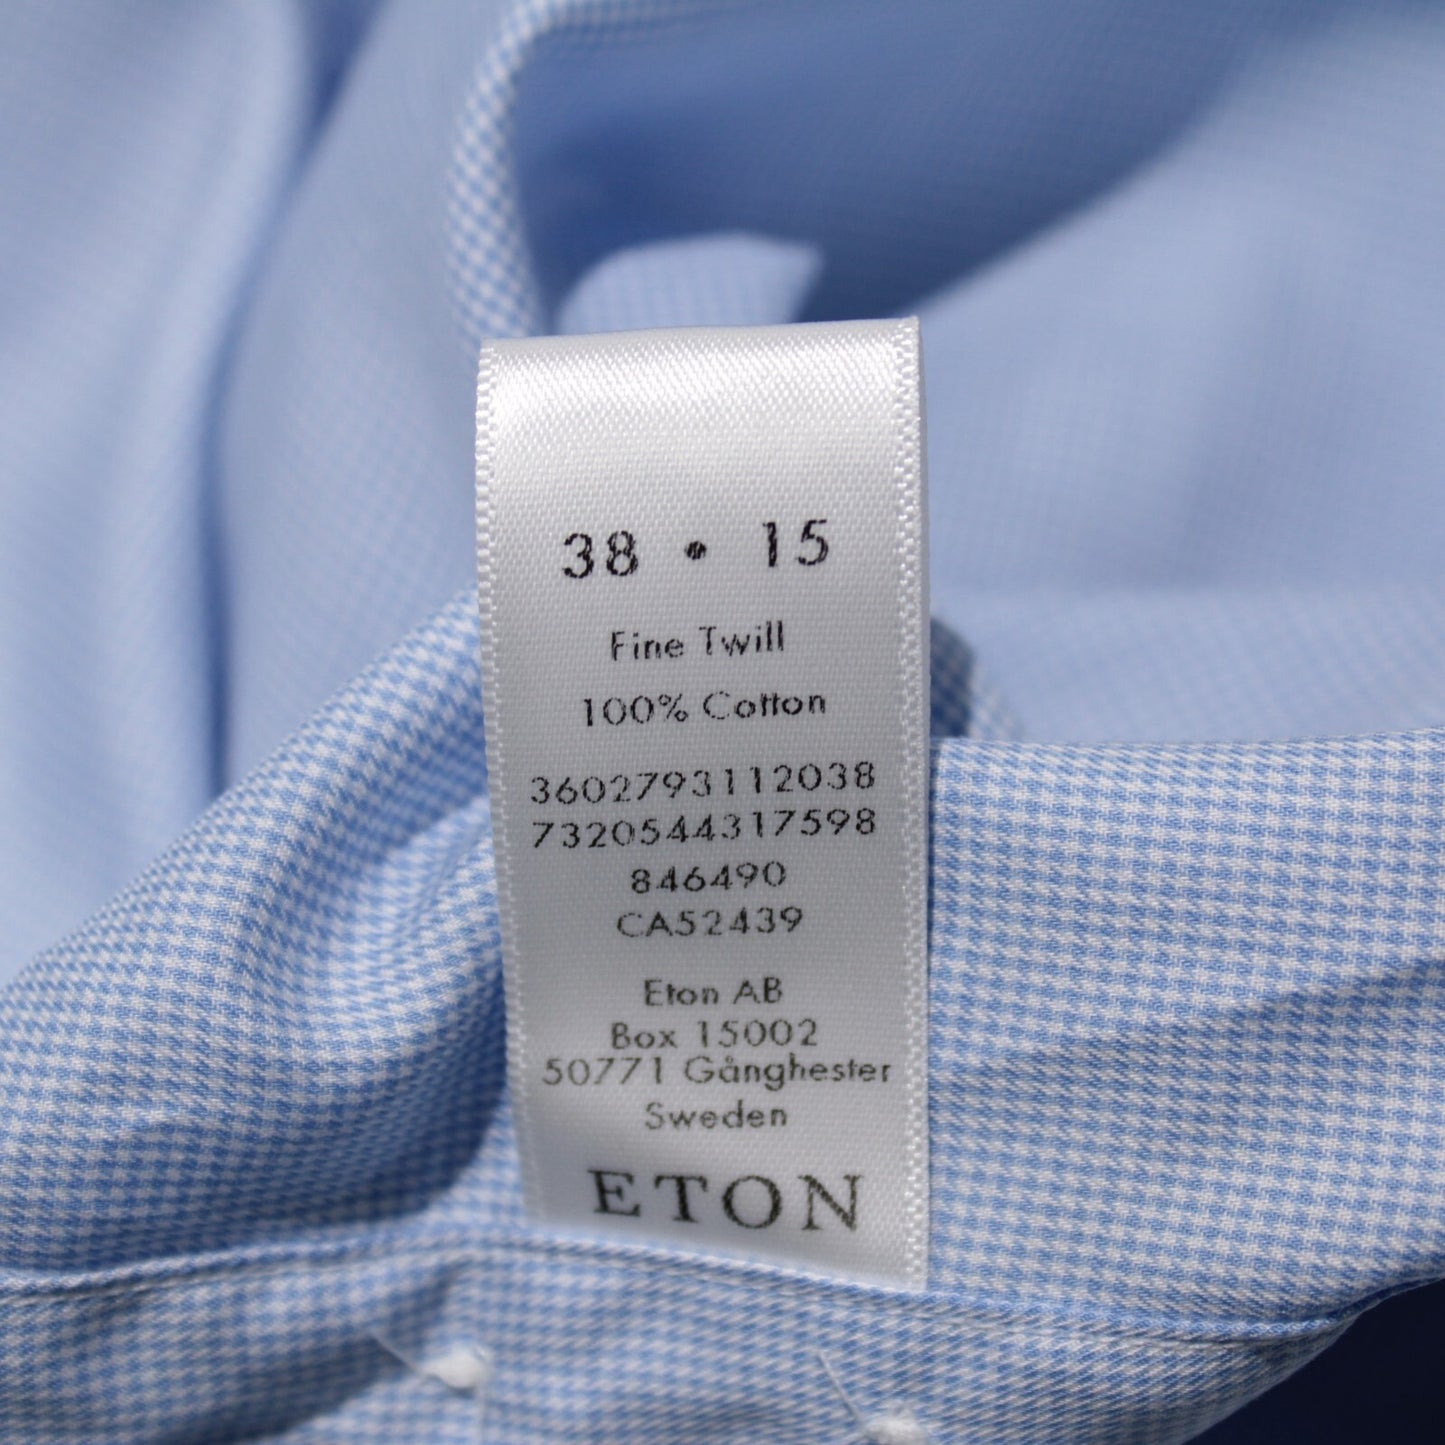 38 • 15
Fine Twill
100% Cotton
3602793112038
7320544317598
846490
CA52439
Eton AB
Box 15002
50771 Gånghester
Sweden
ETON